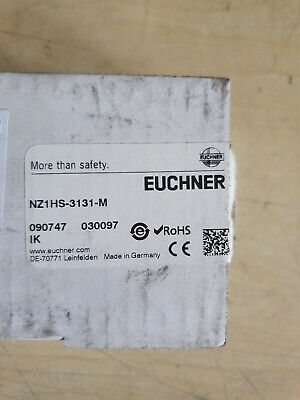 EUCHNER
More than safety.
EUCHNER
NZ1HS-3131-M
090747 030097
IK
e ✓RoHS
CE
www.euchner.com
DE-70771 Leinfelden Made in Germany